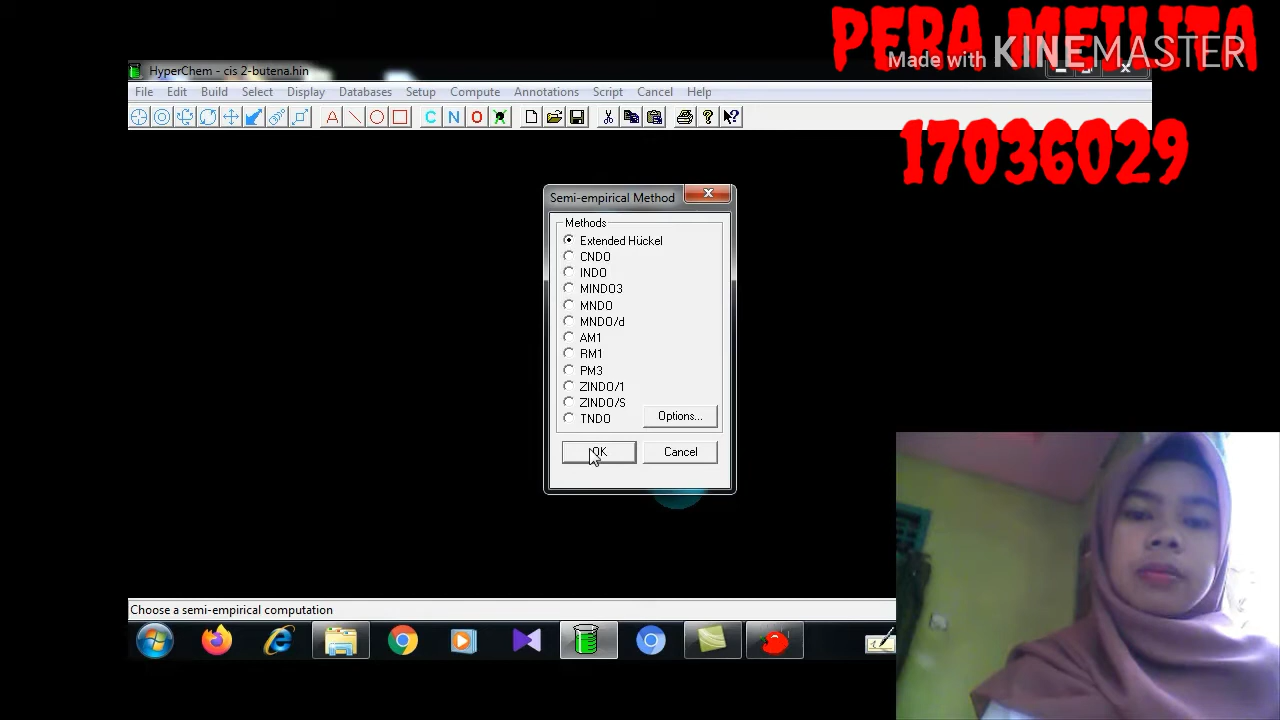 PERA MEILITA
Made with KINEMASTER
17036029
HyperChem - cis 2-butena.hin
File Edit Build Select Display Databases Setup Compute Annotations Script Cancel Help
A C N O
Semi-empirical Method
Methods
Extended Hückel
CNDO
INDO
MINDO3
MNDO
MNDO/d
AM1
RM1
PM3
ZINDO/1
ZINDO/S
TNDO
Options...
OK Cancel
Choose a semi-empirical computation